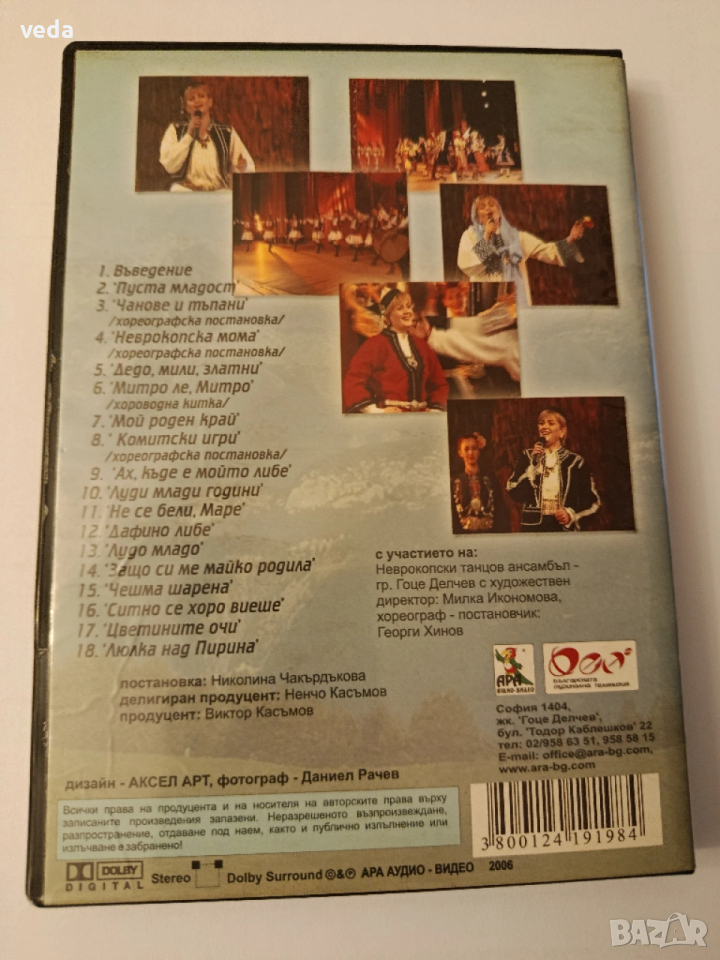 veda
1. Въведение
2. "Пуста младост"
3. "Чанове и тъпани"
/хореографска постановка/
4. "Неврокопска мома"
/хореографска постановка/
5. "Дедо, мили, златни"
6. "Митро ле, Митро"
/хороводна китка/
7. "Мой роден край"
8. " Комитски игри"
/хореографска постановка/
9. "Ах, къде е мойто либе"
10. "Луди млади години"
11. "Не се бели, Маре"
12. "Дафино либе"
13. "Лудо младо"
14. "Защо си ме майко родила"
15. "Чешма шарена"
16. "Ситно се хоро виеше"
17. "Цветините очи"
18. "Люлка над Пирина"
с участието на:
Неврокопски танцов ансамбъл -
гр. Гоце Делчев с художествен
директор: Милка Икономова,
хореограф - постановчик:
Георги Хинов
постановка: Николина Чакърдъкова
делигиран продуцент: Ненчо Касъмов
продуцент: Виктор Касъмов
АРА
АУДИО-ВИДЕО
българската
музикална телевизия
София 1404,
жк. "Гоце Делчев",
бул. "Тодор Каблешков" 22
тел: 02/958 63 51, 958 58 15
E-mail: office@ara-bg.com,
www.ara-bg.com
дизайн - АКСЕЛ АРТ, фотограф - Даниел Рачев
Всички права на продуцента и на носителя на авторските права върху
записаните произведения запазени. Неразрешеното възпроизвеждане,
разпространение, отдаване под наем, както и публично изпълнение или
излъчване е забранено!
3 800124 191984
DOLBY
DIGITAL
Stereo
Dolby Surround ©&℗ АРА АУДИО - ВИДЕО 2006
BAZAR